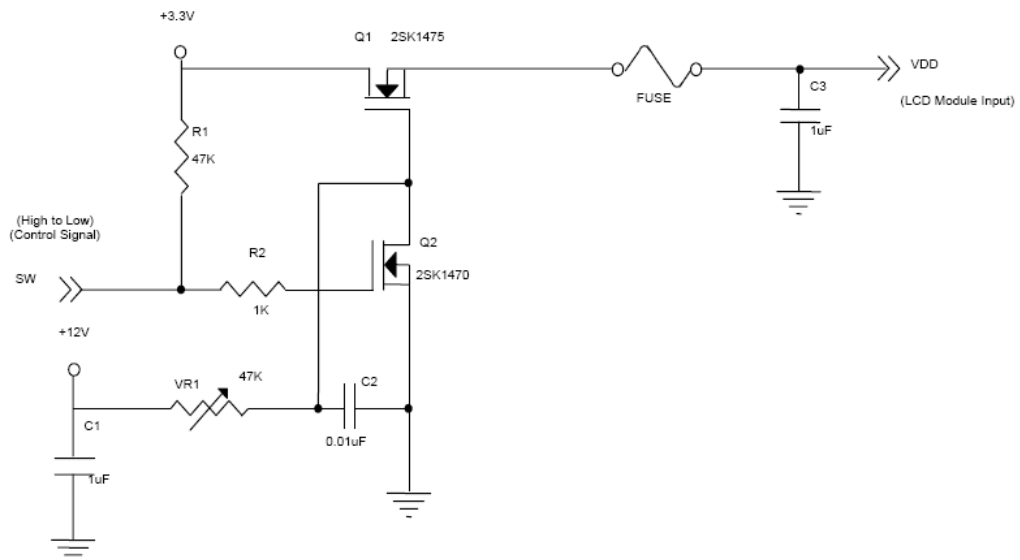 +3.3V
Q1 2SK1475
FUSE
VDD
(LCD Module Input)
C3
1uF
R1
47K
(High to Low)
(Control Signal)
SW
R2
1K
Q2
2SK1470
+12V
VR1
47K
C2
0.01uF
C1
1uF